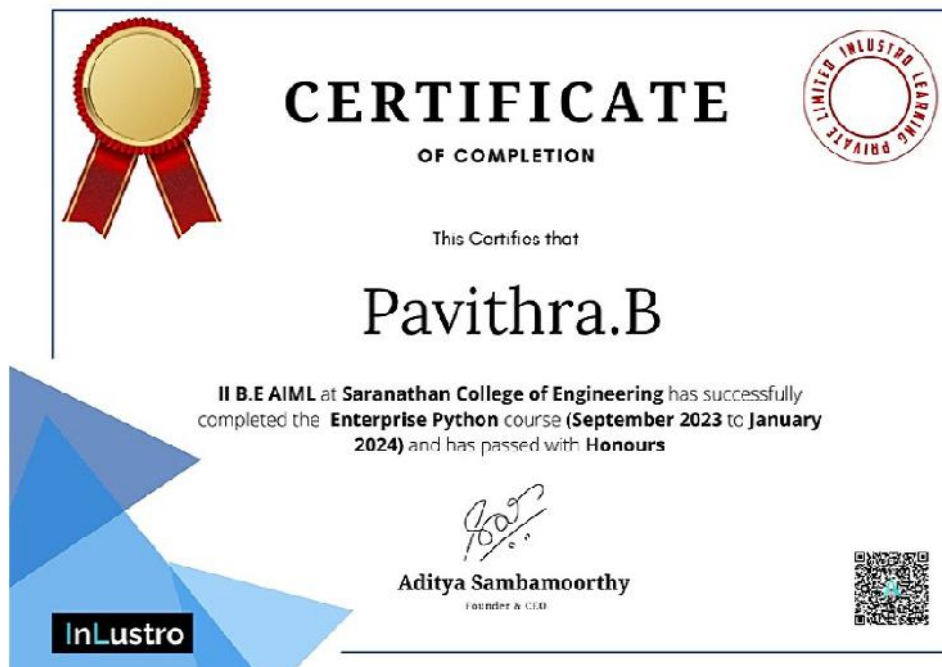 CERTIFICATE
INLUSTRO LEARNING PRIVATE LIMITED
OF COMPLETION
This Certifies that
Pavithra.B
II B.E AIML at Saranathan College of Engineering has successfully
completed the Enterprise Python course (September 2023 to January
2024) and has passed with Honours
Aditya Sambamoorthy
Founder & CEO
InLustro